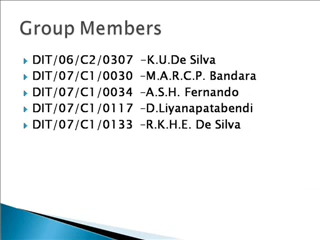 Group Members
DIT/06/C2/0307 -K.U.De Silva
DIT/07/C1/0030 -M.A.R.C.P. Bandara
DIT/07/C1/0034 -A.S.H. Fernando
DIT/07/C1/0117 -D.Liyanapatabendi
DIT/07/C1/0133 -R.K.H.E. De Silva